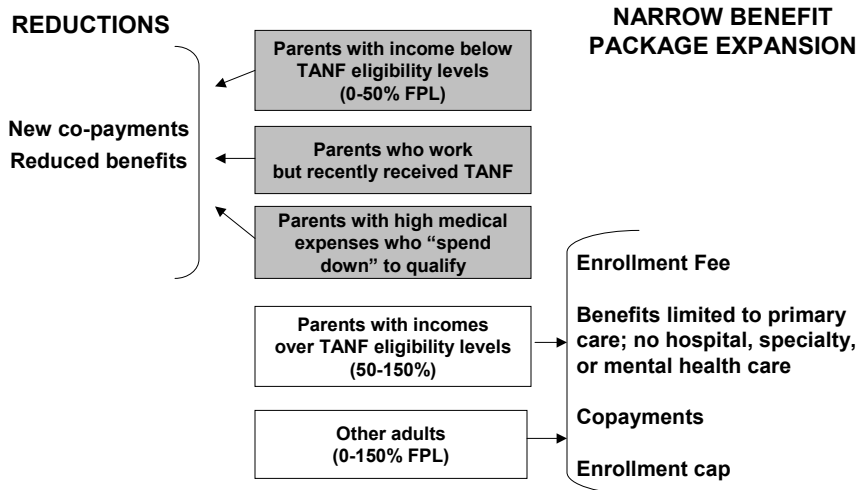 REDUCTIONS
NARROW BENEFIT
PACKAGE EXPANSION
New co-payments
Reduced benefits
Parents with income below
TANF eligibility levels
(0-50% FPL)
Parents who work
but recently received TANF
Parents with high medical
expenses who “spend
down” to qualify
Parents with incomes
over TANF eligibility levels
(50-150%)
Other adults
(0-150% FPL)
Enrollment Fee
Benefits limited to primary
care; no hospital, specialty,
or mental health care
Copayments
Enrollment cap